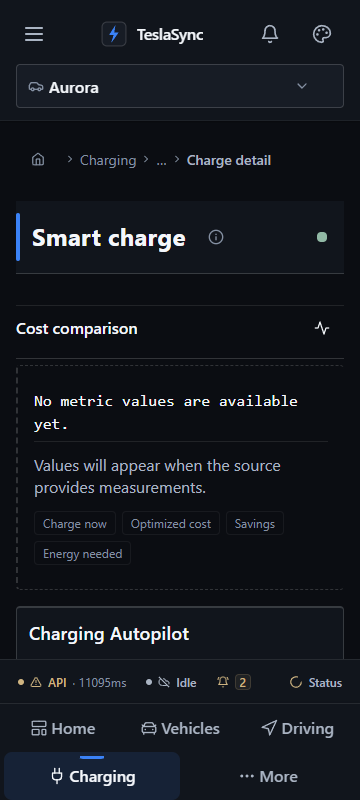 TeslaSync
Aurora
Charging
...
Charge detail
Smart charge
Cost comparison
No metric values are available
yet.
Values will appear when the source
provides measurements.
Charge now
Optimized cost
Savings
Energy needed
Charging Autopilot
API · 11095ms
Idle
2
Status
Home
Vehicles
Driving
Charging
More